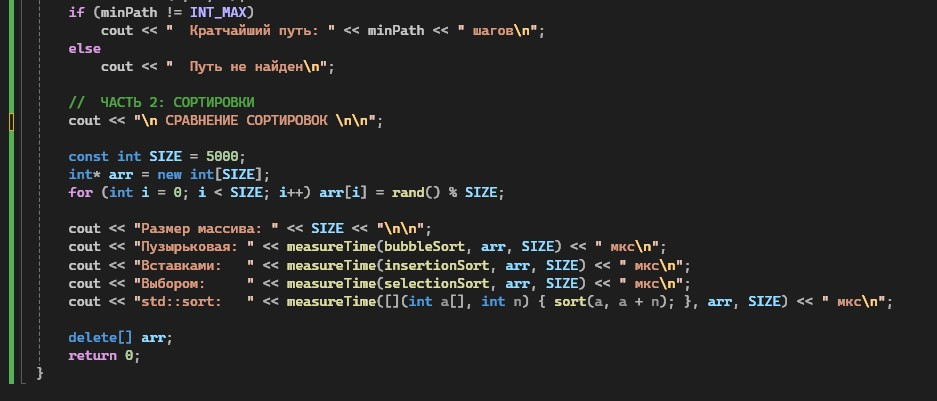 if (minPath != INT_MAX)
cout << "  Кратчайший путь: " << minPath << " шагов\n";
else
cout << "  Путь не найден\n";
//  ЧАСТЬ 2: СОРТИРОВКИ
cout << "\n СРАВНЕНИЕ СОРТИРОВОК \n\n";
const int SIZE = 5000;
int* arr = new int[SIZE];
for (int i = 0; i < SIZE; i++) arr[i] = rand() % SIZE;
cout << "Размер массива: " << SIZE << "\n\n";
cout << "Пузырьковая: " << measureTime(bubbleSort, arr, SIZE) << " мкс\n";
cout << "Вставками:   " << measureTime(insertionSort, arr, SIZE) << " мкс\n";
cout << "Выбором:     " << measureTime(selectionSort, arr, SIZE) << " мкс\n";
cout << "std::sort:   " << measureTime([](int a[], int n) { sort(a, a + n); }, arr, SIZE) << " мкс\n";
delete[] arr;
return 0;
}